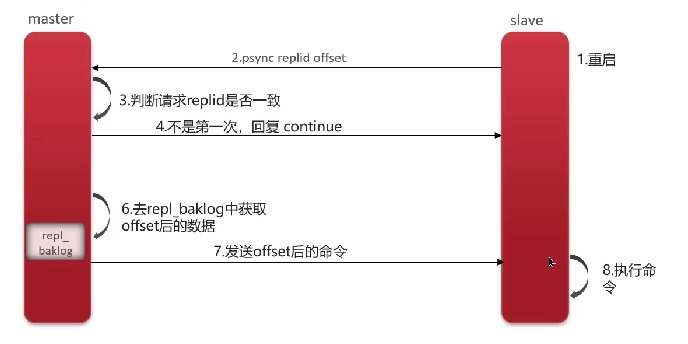 master
slave
2.psync replid offset
1.重启
3.判断请求replid是否一致
4.不是第一次，回复 continue
6.去repl_baklog中获取
offset后的数据
repl_
baklog
7.发送offset后的命令
8.执行命
令